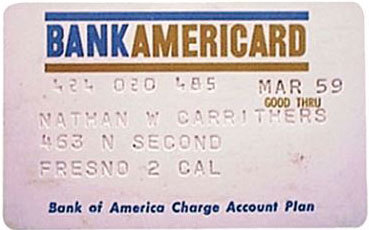 BANKAMERICARD
424 020 485 MAR 59
GOOD THRU
NATHAN W CARRITHERS
463 N SECOND
FRESNO 2 CAL
Bank of America Charge Account Plan